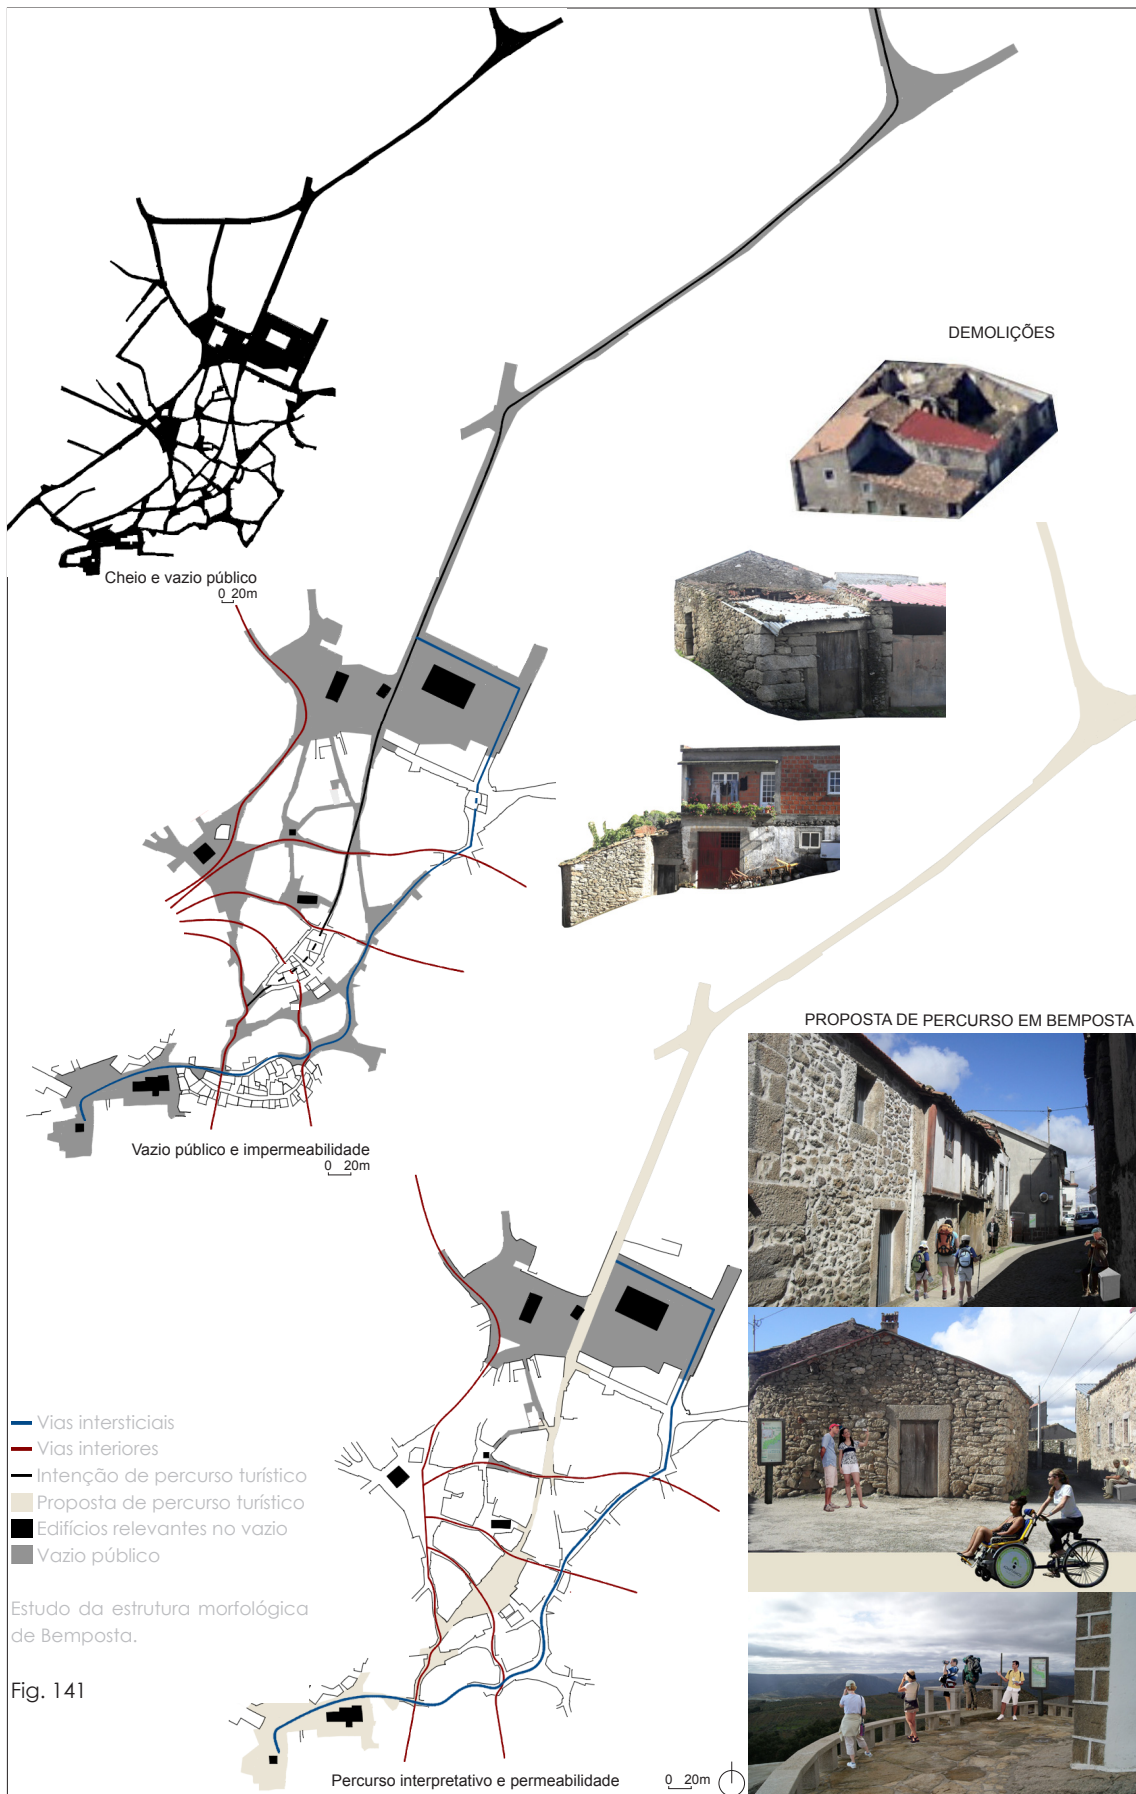 DEMOLIÇÕES
Cheio e vazio público
0 20m
PROPOSTA DE PERCURSO EM BEMPOSTA
Vazio público e impermeabilidade
0 20m
Vias intersticiais
Vias interiores
Intenção de percurso turístico
Proposta de percurso turístico
Edifícios relevantes no vazio
Vazio público
Estudo da estrutura morfológica
de Bemposta.
Fig. 141
Percurso interpretativo e permeabilidade
0 20m